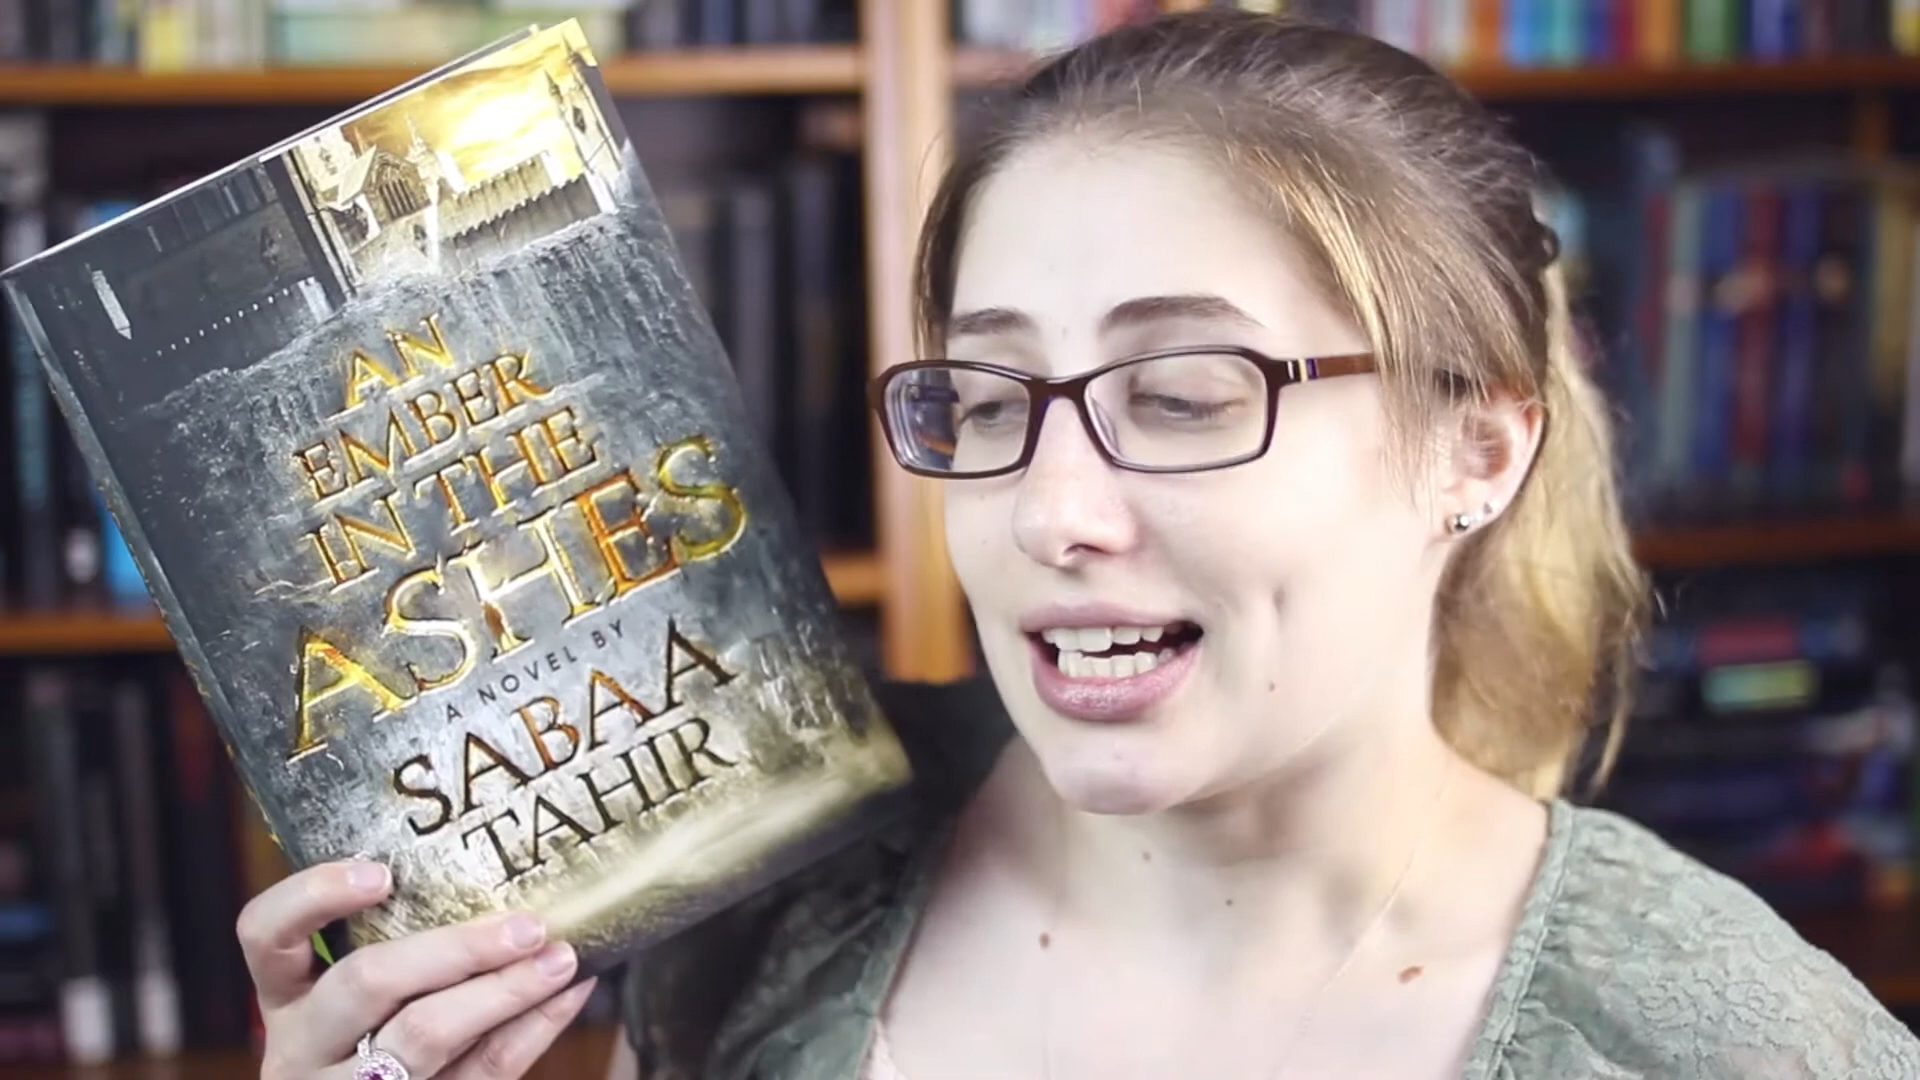 AN
EMBER
IN THE
ASHES
A NOVEL BY
SABAA
TAHIR